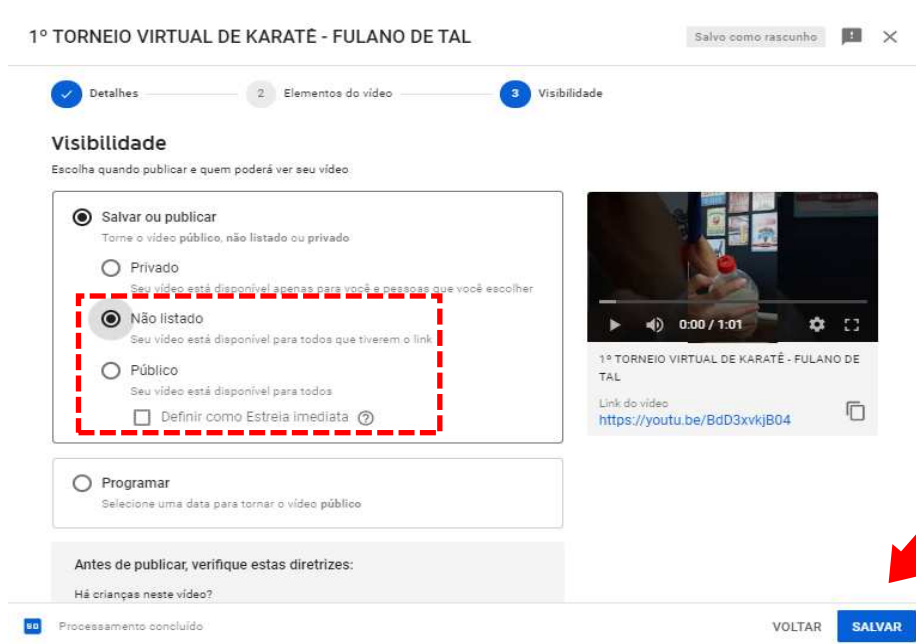 1º TORNEIO VIRTUAL DE KARATÊ - FULANO DE TAL
Salvo como rascunho
Detalhes
2 Elementos do vídeo
3 Visibilidade
Visibilidade
Escolha quando publicar e quem poderá ver seu vídeo
Salvar ou publicar
Torne o vídeo público, não listado ou privado
Privado
Seu vídeo está disponível apenas para você e pessoas que você escolher
Não listado
Seu vídeo está disponível para todos que tiverem o link
Público
Seu vídeo está disponível para todos
Definir como Estreia imediata
0:00 / 1:01
1º TORNEIO VIRTUAL DE KARATÊ - FULANO DE
TAL
Link do vídeo
https://youtu.be/BdD3xvkjB04
Programar
Selecione uma data para tornar o vídeo público
Antes de publicar, verifique estas diretrizes:
Há crianças neste vídeo?
SD Processamento concluído
VOLTAR SALVAR